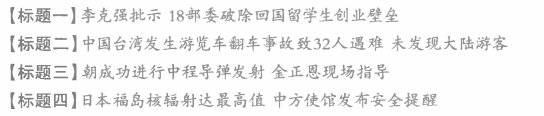 【标题一】李克强批示 18部委破除回国留学生创业壁垒
【标题二】中国台湾发生游览车翻车事故致32人遇难 未发现大陆游客
【标题三】朝成功进行中程导弹发射 金正恩现场指导
【标题四】日本福岛核辐射达最高值 中方使馆发布安全提醒